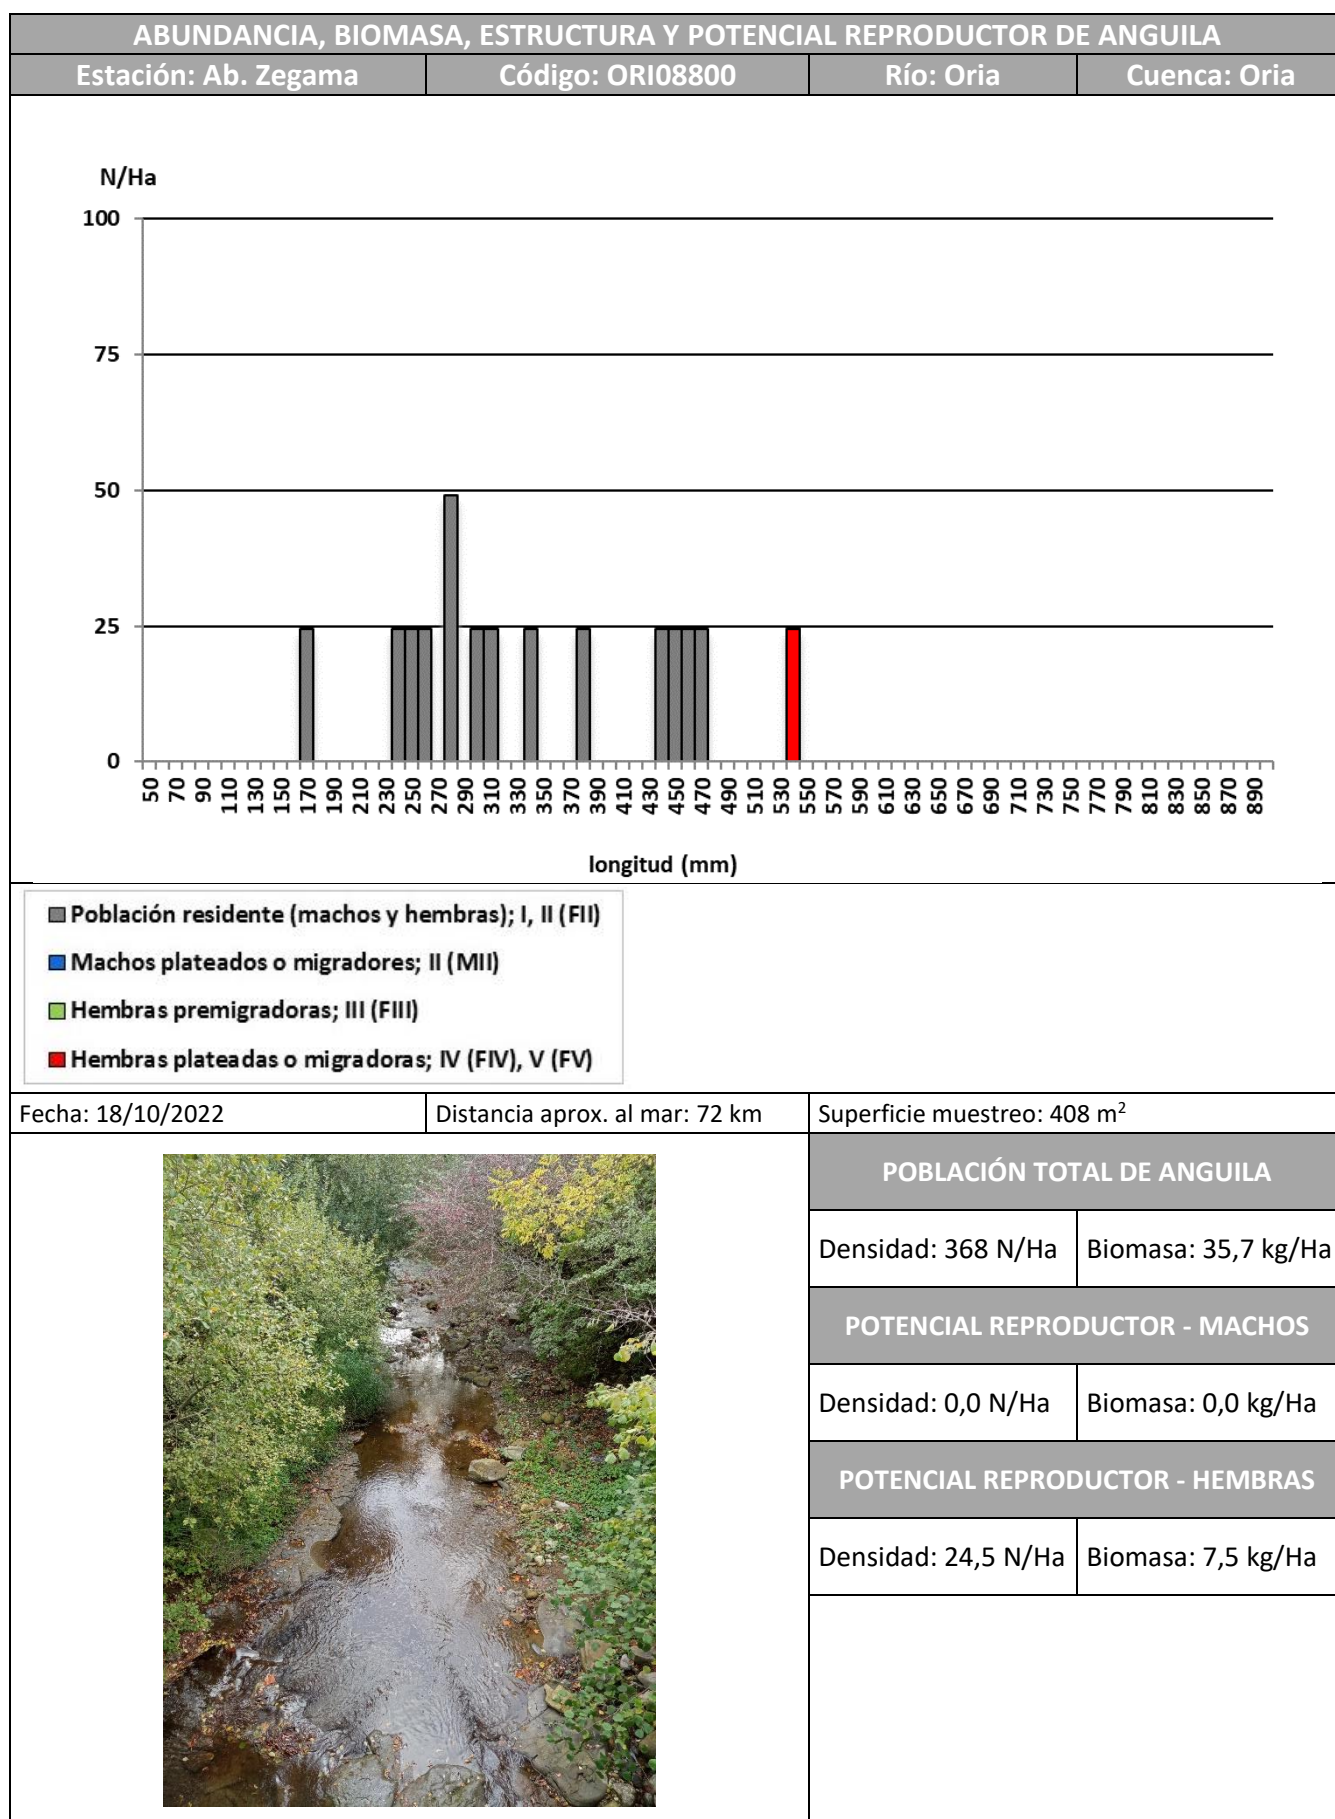 ABUNDANCIA, BIOMASA, ESTRUCTURA Y POTENCIAL REPRODUCTOR DE ANGUILA
Estación: Ab. Zegama Código: ORI08800 Río: Oria Cuenca: Oria
N/Ha
100
75
50
25
0
50 70 90 110 130 150 170 190 210 230 250 270 290 310 330 350 370 390 410 430 450 470 490 510 530 550 570 590 610 630 650 670 690 710 730 750 770 790 810 830 850 870 890
longitud (mm)
Población residente (machos y hembras); I, II (FII)
Machos plateados o migradores; II (MII)
Hembras premigradoras; III (FIII)
Hembras plateadas o migradoras; IV (FIV), V (FV)
Fecha: 18/10/2022 Distancia aprox. al mar: 72 km Superficie muestreo: 408 m²
POBLACIÓN TOTAL DE ANGUILA
Densidad: 368 N/Ha Biomasa: 35,7 kg/Ha
POTENCIAL REPRODUCTOR - MACHOS
Densidad: 0,0 N/Ha Biomasa: 0,0 kg/Ha
POTENCIAL REPRODUCTOR - HEMBRAS
Densidad: 24,5 N/Ha Biomasa: 7,5 kg/Ha